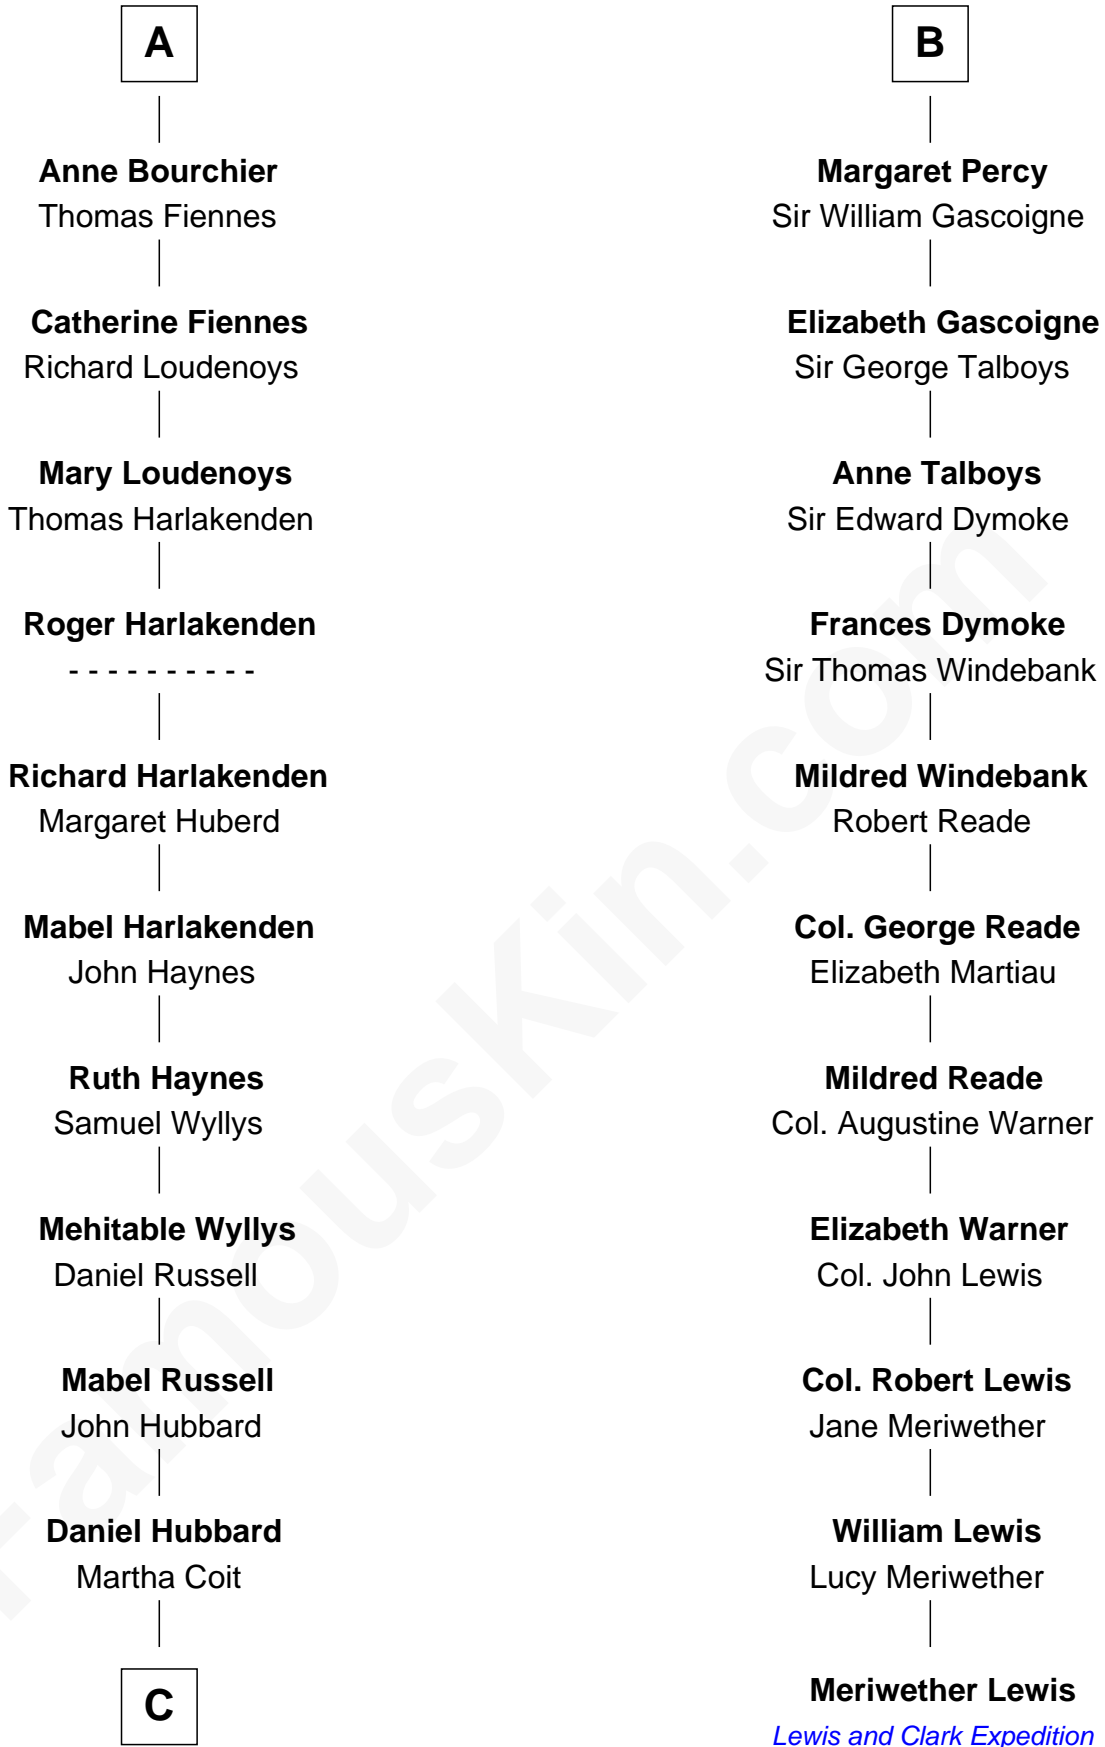 A
Anne Bourchier
Thomas Fiennes
Catherine Fiennes
Richard Loudenoys
Mary Loudenoys
Thomas Harlakenden
Roger Harlakenden
- - - - - - - - - -
Richard Harlakenden
Margaret Huberd
Mabel Harlakenden
John Haynes
Ruth Haynes
Samuel Wyllys
Mehitable Wyllys
Daniel Russell
Mabel Russell
John Hubbard
Daniel Hubbard
Martha Coit
C
B
Margaret Percy
Sir William Gascoigne
Elizabeth Gascoigne
Sir George Talboys
Anne Talboys
Sir Edward Dymoke
Frances Dymoke
Sir Thomas Windebank
Mildred Windebank
Robert Reade
Col. George Reade
Elizabeth Martiau
Mildred Reade
Col. Augustine Warner
Elizabeth Warner
Col. John Lewis
Col. Robert Lewis
Jane Meriwether
William Lewis
Lucy Meriwether
Meriwether Lewis
Lewis and Clark Expedition
FamousKin.com